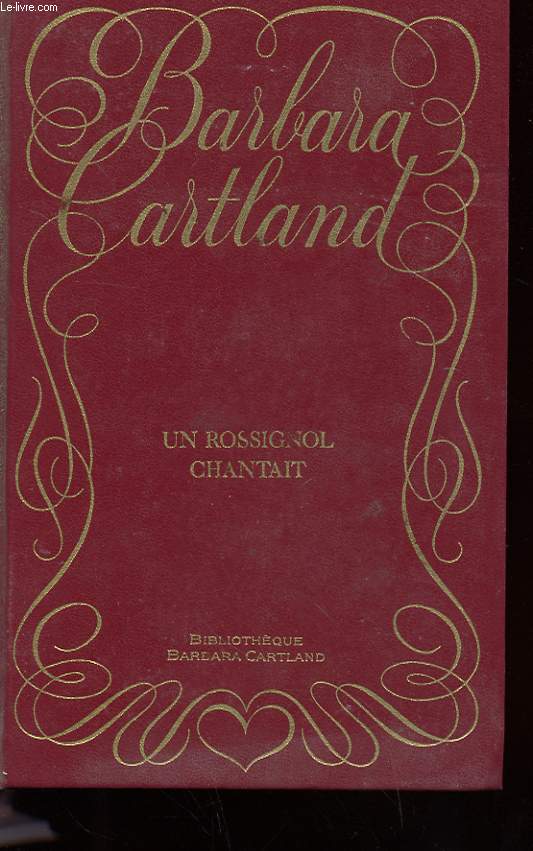 Le-livre.com
Barbara
Cartland
UN ROSSIGNOL
CHANTAIT
BIBLIOTHÈQUE
BARBARA CARTLAND